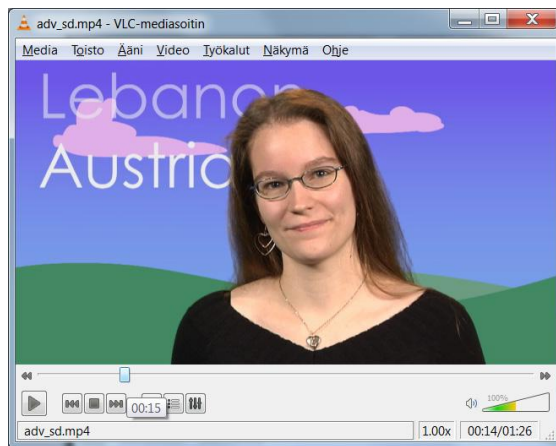 adv_sd.mp4 - VLC-mediasoitin
Media Toisto Ääni Video Työkalut Näkymä Ohje
Lebanon
Austria
00:15
100%
adv_sd.mp4 1.00x 00:14/01:26